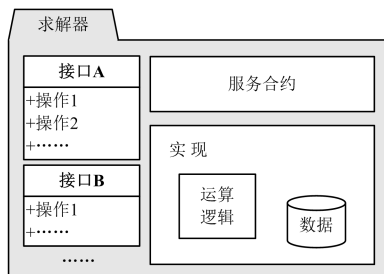 求解器
接口A
+操作1
+操作2
+……
接口B
+操作1
+……
……
服务合约
实 现
运算
逻辑
数据